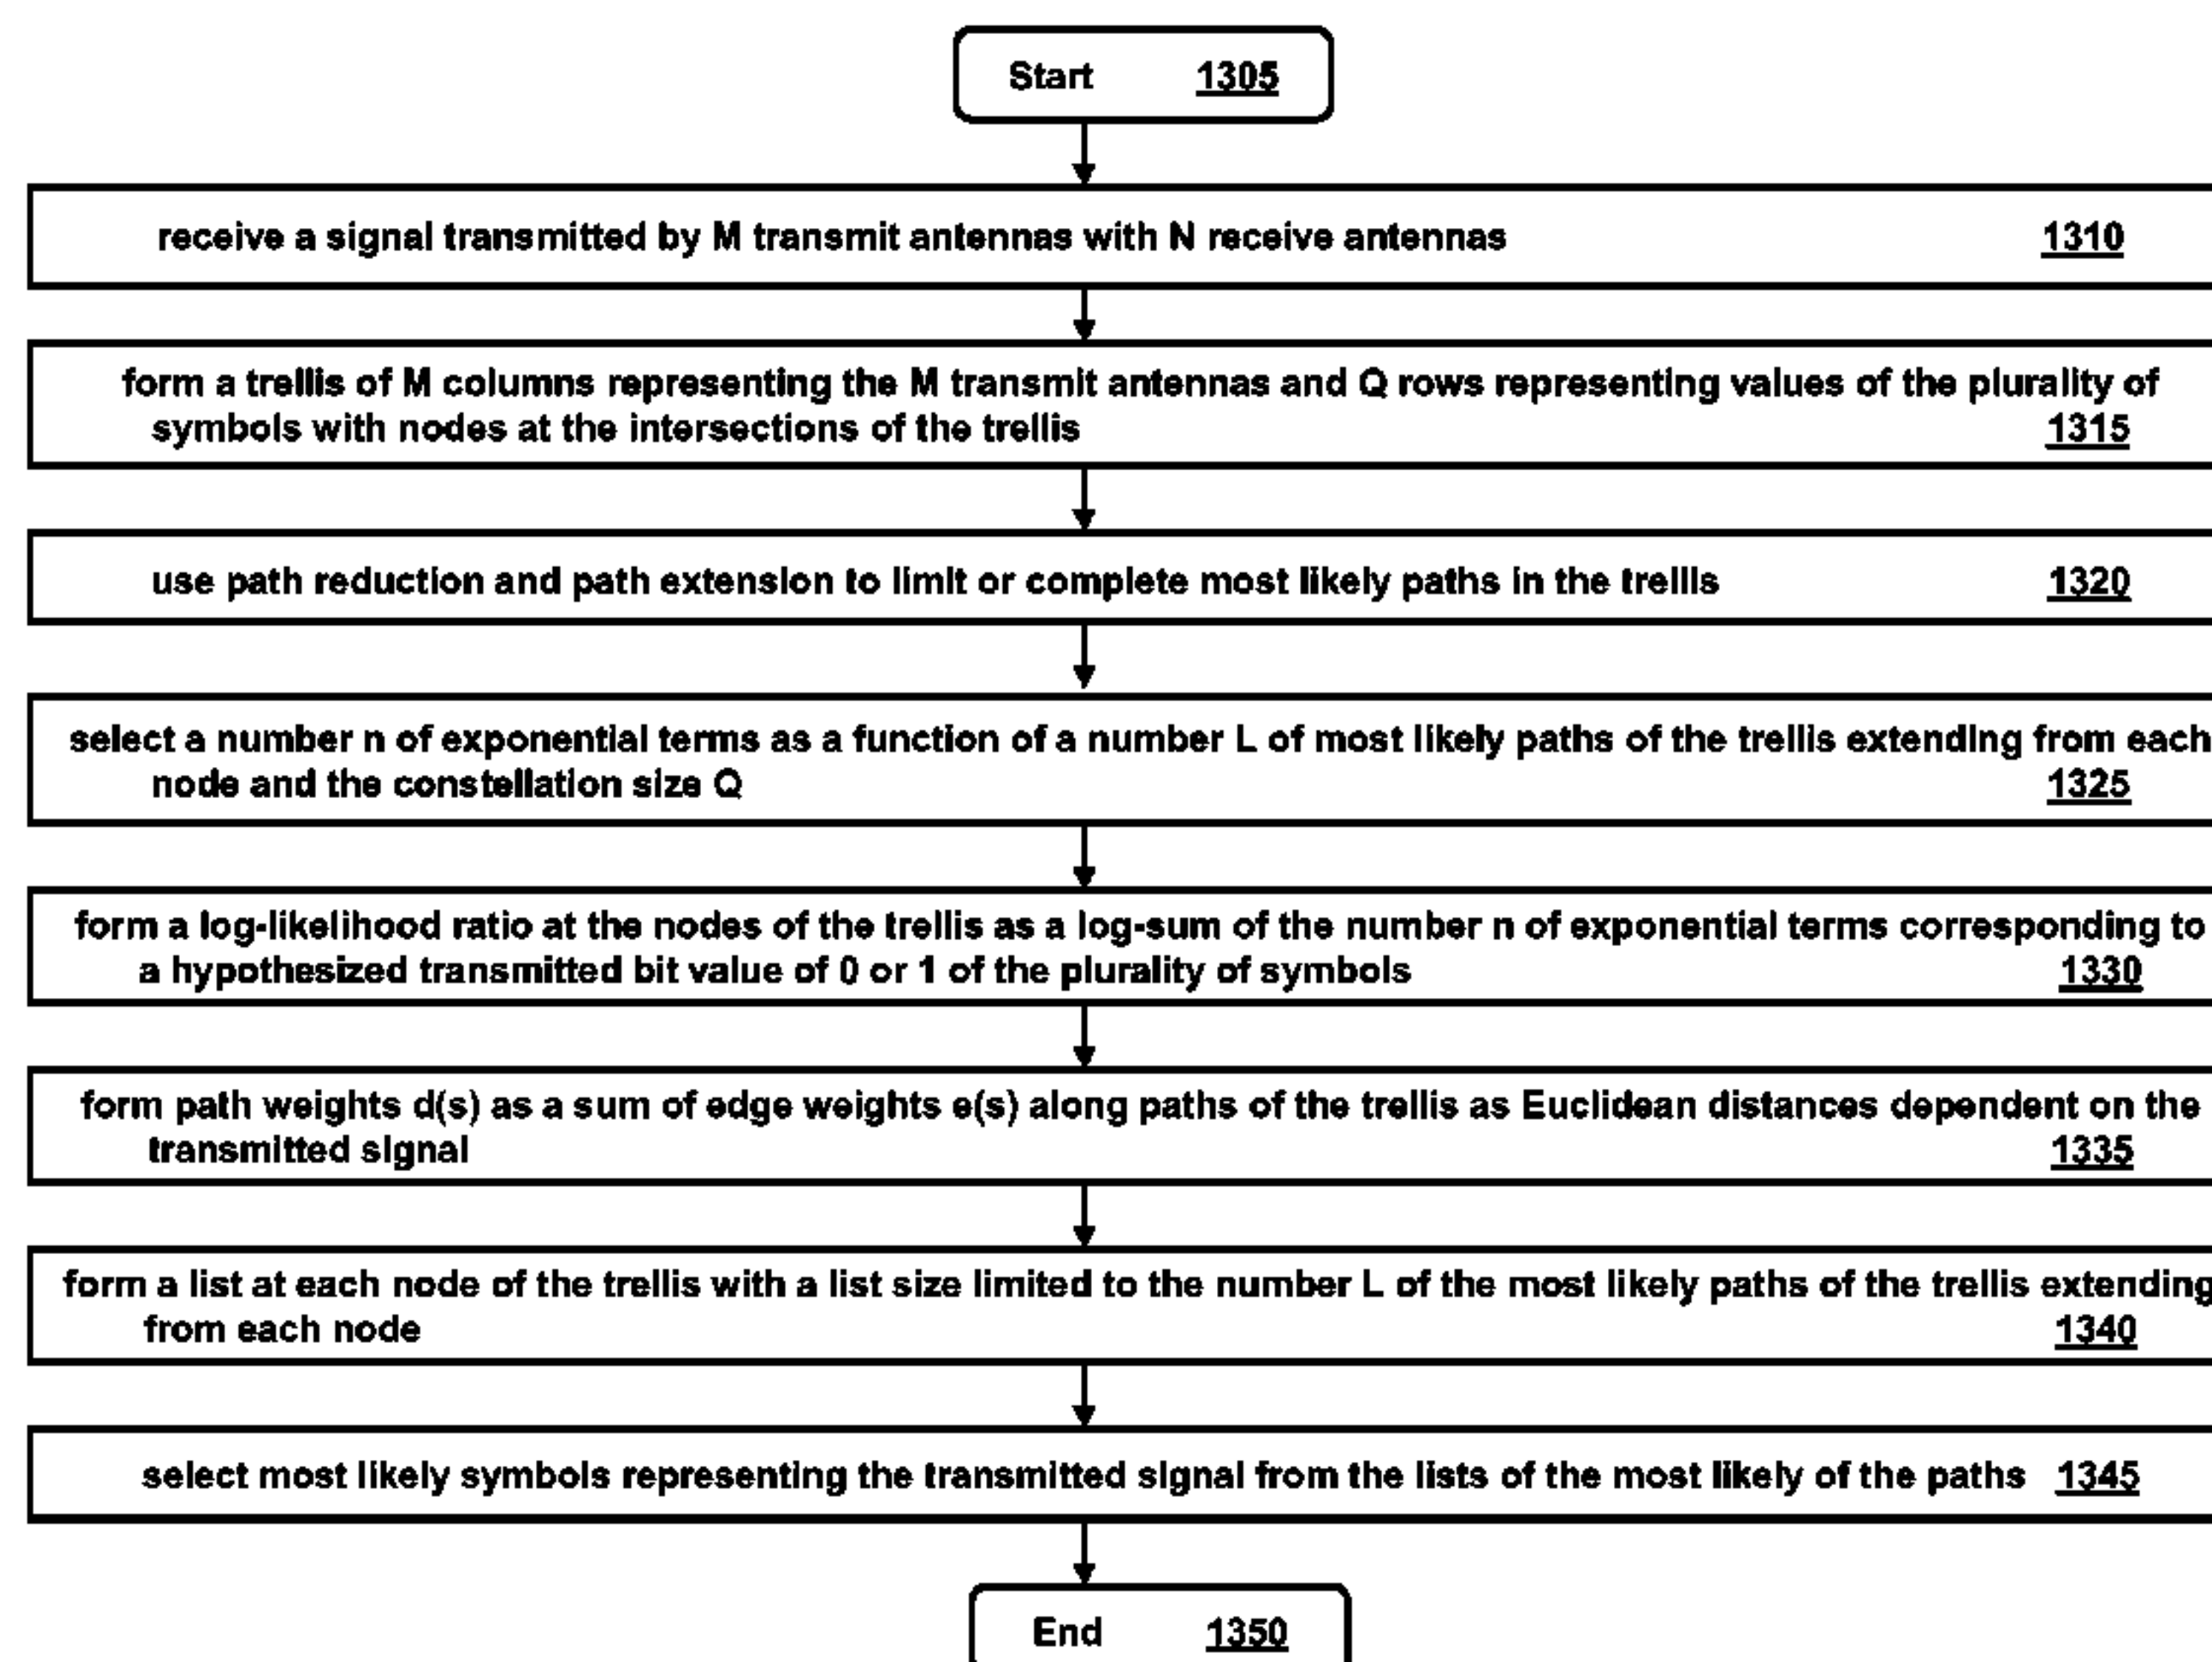 Start 1305
receive a signal transmitted by M transmit antennas with N receive antennas 1310
form a trellis of M columns representing the M transmit antennas and Q rows representing values of the plurality of
symbols with nodes at the intersections of the trellis 1315
use path reduction and path extension to limit or complete most likely paths in the trellis 1320
select a number n of exponential terms as a function of a number L of most likely paths of the trellis extending from each
node and the constellation size Q 1325
form a log-likelihood ratio at the nodes of the trellis as a log-sum of the number n of exponential terms corresponding to
a hypothesized transmitted bit value of 0 or 1 of the plurality of symbols 1330
form path weights d(s) as a sum of edge weights e(s) along paths of the trellis as Euclidean distances dependent on the
transmitted signal 1335
form a list at each node of the trellis with a list size limited to the number L of the most likely paths of the trellis extending
from each node 1340
select most likely symbols representing the transmitted signal from the lists of the most likely of the paths 1345
End 1350